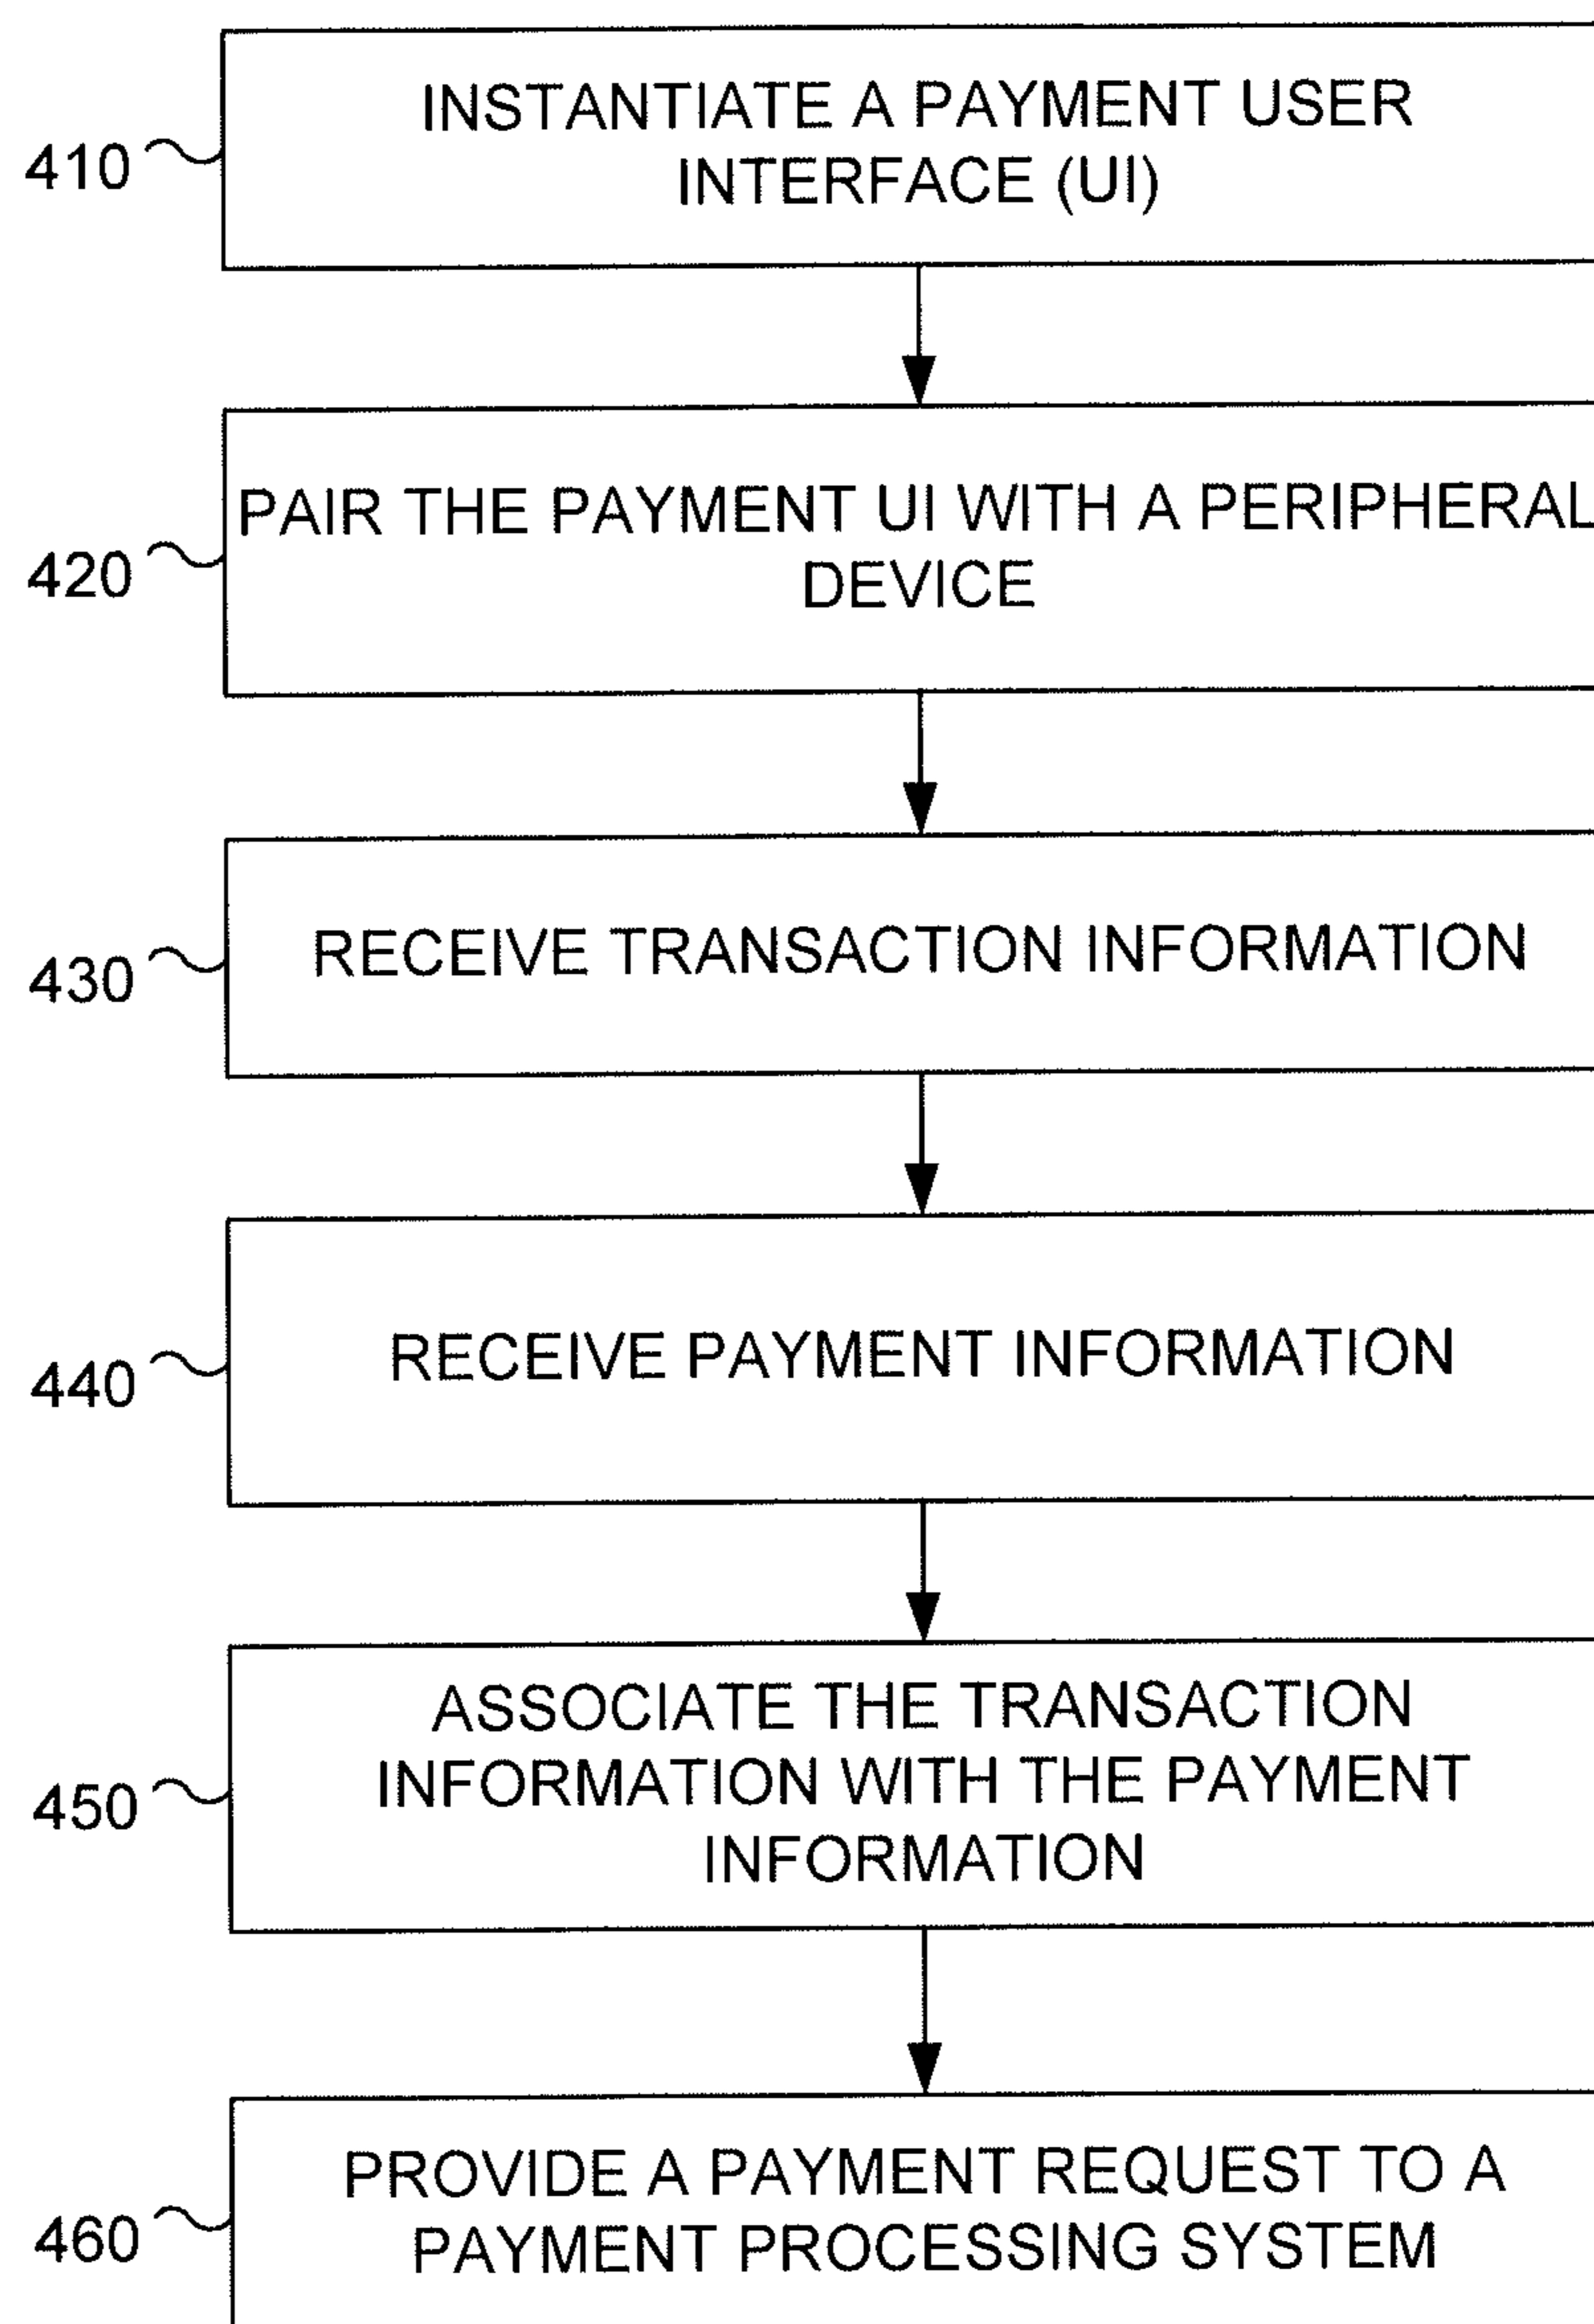 410
INSTANTIATE A PAYMENT USER
INTERFACE (UI)
420
PAIR THE PAYMENT UI WITH A PERIPHERAL
DEVICE
430
RECEIVE TRANSACTION INFORMATION
440
RECEIVE PAYMENT INFORMATION
450
ASSOCIATE THE TRANSACTION
INFORMATION WITH THE PAYMENT
INFORMATION
460
PROVIDE A PAYMENT REQUEST TO A
PAYMENT PROCESSING SYSTEM